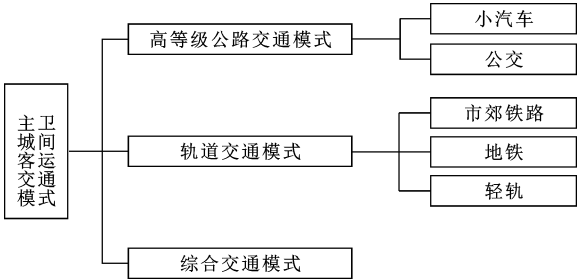 主卫
城间
客运
交通
模式
高等级公路交通模式
小汽车
公交
轨道交通模式
市郊铁路
地铁
轻轨
综合交通模式